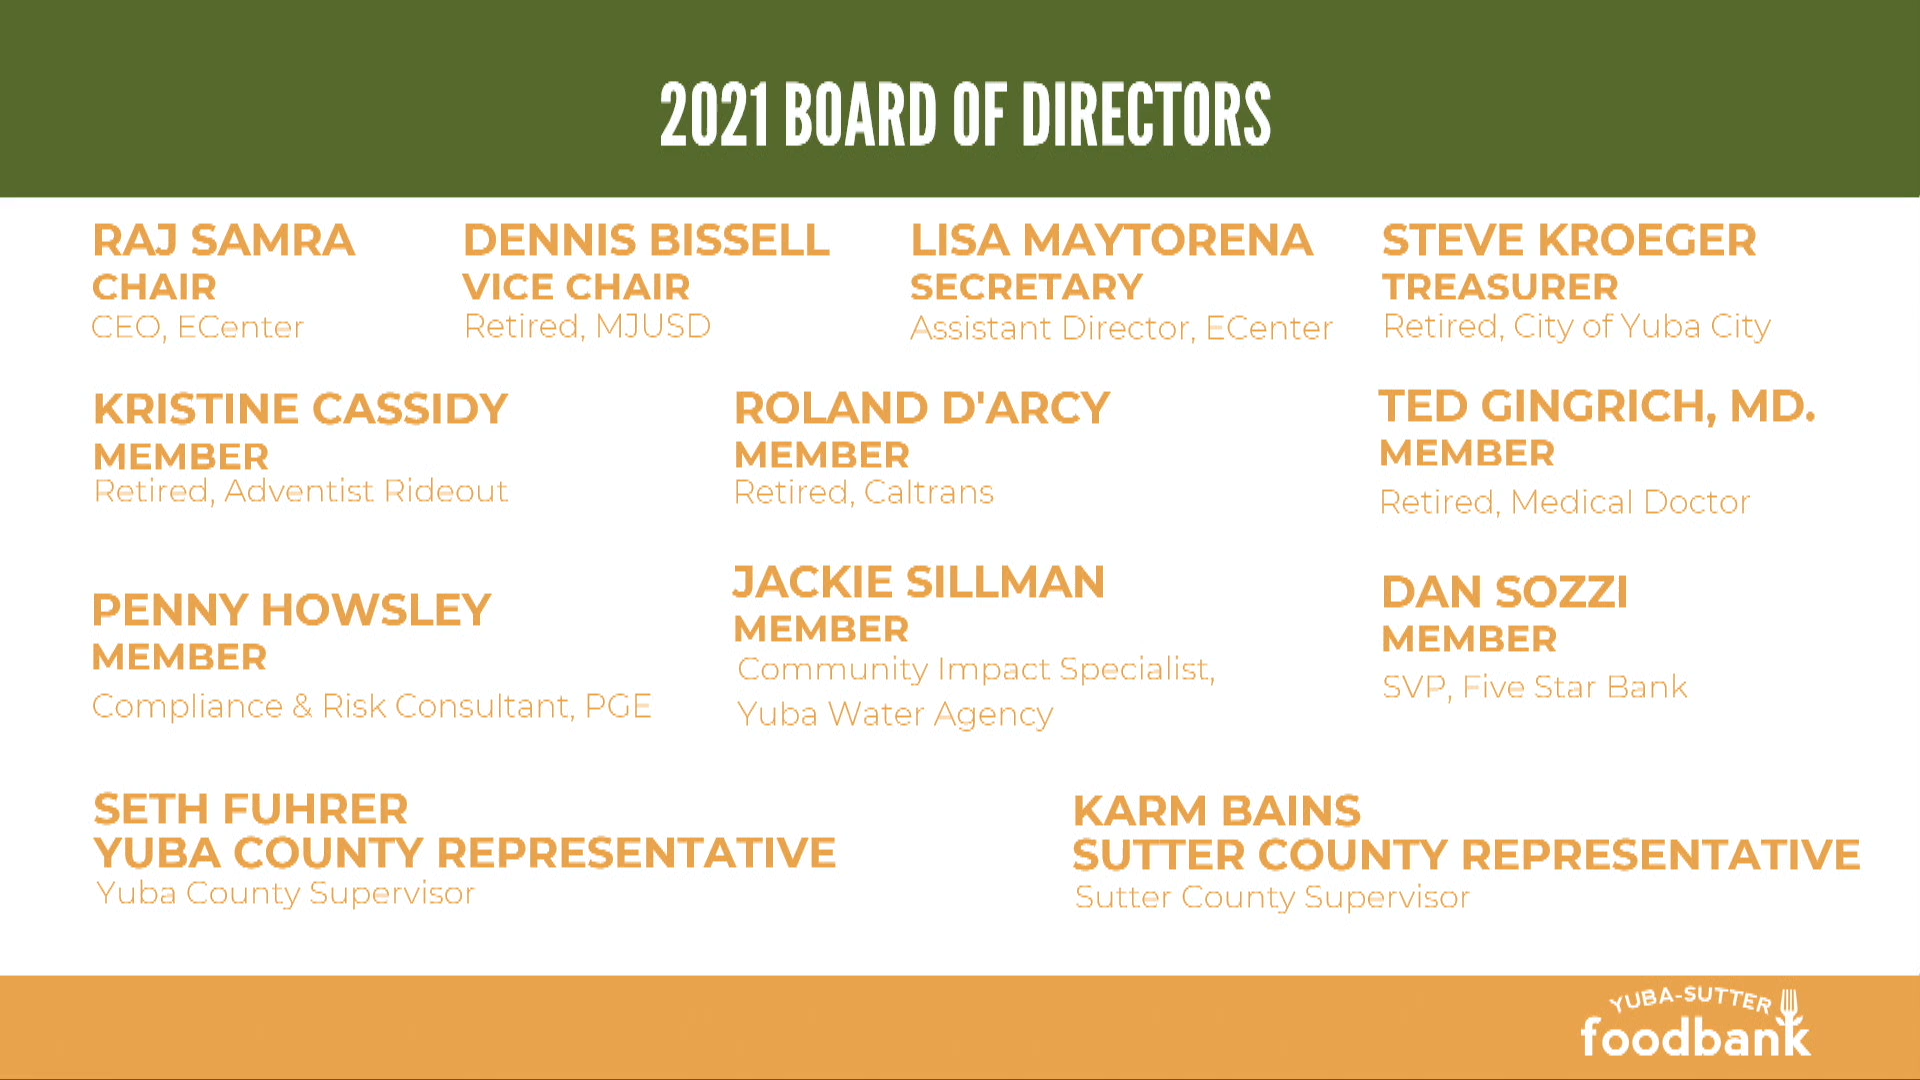 2021 BOARD OF DIRECTORS
RAJ SAMRA
CHAIR
CEO, ECenter
DENNIS BISSELL
VICE CHAIR
Retired, MJUSD
LISA MAYTORENA
SECRETARY
Assistant Director, ECenter
STEVE KROEGER
TREASURER
Retired, City of Yuba City
KRISTINE CASSIDY
MEMBER
Retired, Adventist Rideout
ROLAND D'ARCY
MEMBER
Retired, Caltrans
TED GINGRICH, MD.
MEMBER
Retired, Medical Doctor
PENNY HOWSLEY
MEMBER
Compliance & Risk Consultant, PGE
JACKIE SILLMAN
MEMBER
Community Impact Specialist,
Yuba Water Agency
DAN SOZZI
MEMBER
SVP, Five Star Bank
SETH FUHRER
YUBA COUNTY REPRESENTATIVE
Yuba County Supervisor
KARM BAINS
SUTTER COUNTY REPRESENTATIVE
Sutter County Supervisor
YUBA-SUTTER
foodbank